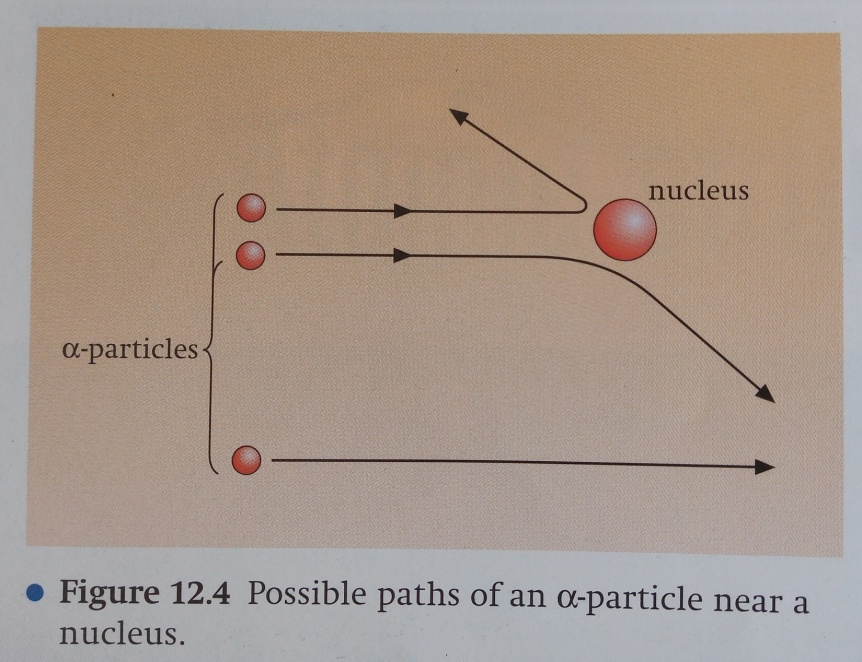 nucleus
α-particles
Figure 12.4 Possible paths of an α-particle near a
nucleus.